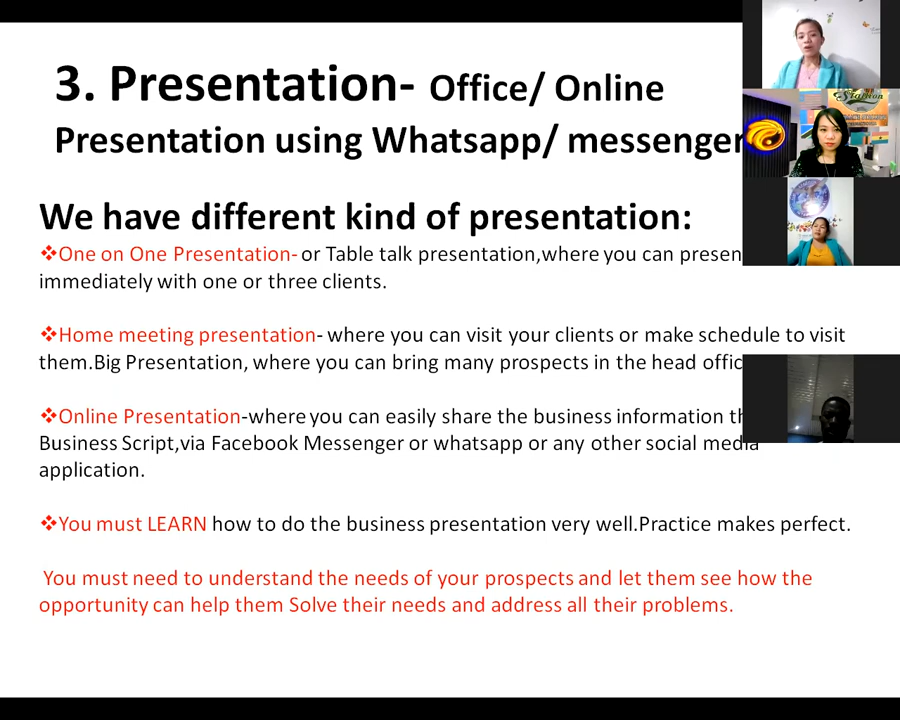 3. Presentation- Office/ Online
Presentation using Whatsapp/ messenger
We have different kind of presentation:
❖One on One Presentation- or Table talk presentation,where you can presen
immediately with one or three clients.
❖Home meeting presentation- where you can visit your clients or make schedule to visit
them.Big Presentation, where you can bring many prospects in the head offic
❖Online Presentation-where you can easily share the business information th
Business Script,via Facebook Messenger or whatsapp or any other social media
application.
❖You must LEARN how to do the business presentation very well.Practice makes perfect.
You must need to understand the needs of your prospects and let them see how the
opportunity can help them Solve their needs and address all their problems.